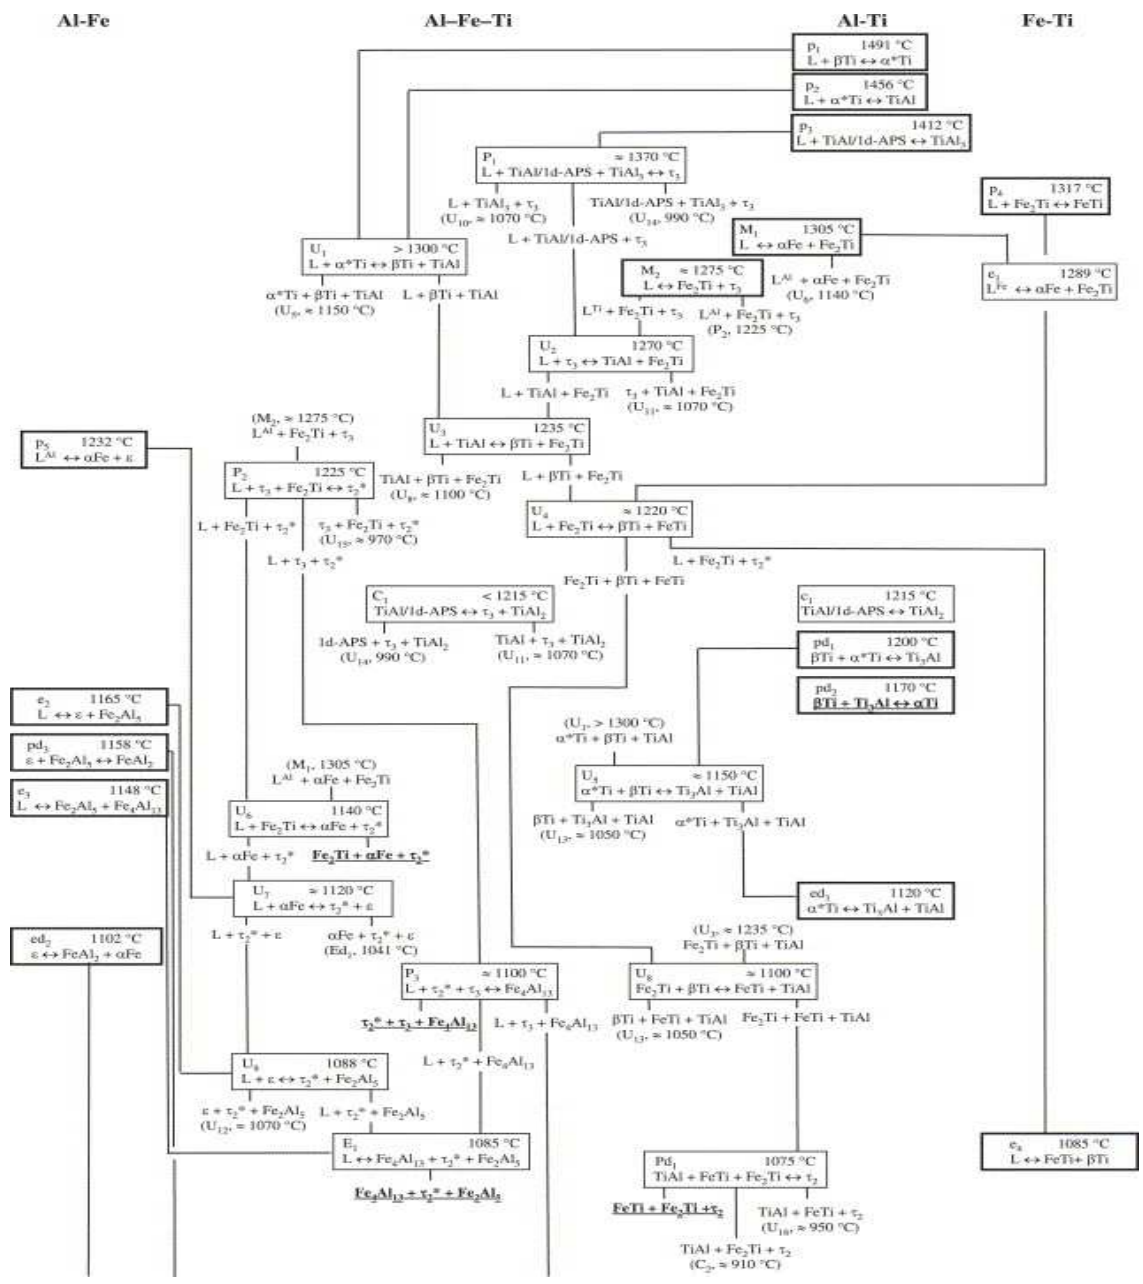 Al-Fe
Al–Fe–Ti
Al-Ti
Fe-Ti
p₁ 1491 °C
L + βTi ↔ α*Ti
p₂ 1456 °C
L + α*Ti ↔ TiAl
p₃ 1412 °C
L + TiAl/1d-APS ↔ TiAl₃
P₁ ≈ 1370 °C
L + TiAl/1d-APS + TiAl₃ ↔ τ₃
L + TiAl₃ + τ₃
(U₁₀, ≈ 1070 °C)
TiAl/1d-APS + TiAl₃ + τ₃
(U₁₄, 990 °C)
L + TiAl/1d-APS + τ₃
p₄ 1317 °C
L + Fe₂Ti ↔ FeTi
M₁ 1305 °C
L ↔ αFe + Fe₂Ti
U₁ > 1300 °C
L + α*Ti ↔ βTi + TiAl
α*Ti + βTi + TiAl
(U₅, ≈ 1150 °C)
L + βTi + TiAl
M₂ ≈ 1275 °C
L ↔ Fe₂Ti + τ₃
Lᴬˡ + αFe + Fe₂Ti
(U₆, 1140 °C)
e₁ 1289 °C
Lᶠᵉ ↔ αFe + Fe₂Ti
Lᵀⁱ + Fe₂Ti + τ₃
Lᴬˡ + Fe₂Ti + τ₃
(P₂, 1225 °C)
U₂ 1270 °C
L + τ₃ ↔ TiAl + Fe₂Ti
L + TiAl + Fe₂Ti
τ₃ + TiAl + Fe₂Ti
(U₁₁, ≈ 1070 °C)
(M₂, ≈ 1275 °C)
Lᴬˡ + Fe₂Ti + τ₃
U₃ 1235 °C
L + TiAl ↔ βTi + Fe₂Ti
p₅ 1232 °C
Lᴬˡ ↔ αFe + ε
P₂ 1225 °C
L + τ₃ + Fe₂Ti ↔ τ₂*
TiAl + βTi + Fe₂Ti
(U₈, ≈ 1100 °C)
L + βTi + Fe₂Ti
U₄ ≈ 1220 °C
L + Fe₂Ti ↔ βTi + FeTi
L + Fe₂Ti + τ₂*
τ₃ + Fe₂Ti + τ₂*
(U₁₅, ≈ 970 °C)
L + τ₃ + τ₂*
L + Fe₂Ti + τ₂*
Fe₂Ti + βTi + FeTi
C₁ < 1215 °C
TiAl/1d-APS ↔ τ₃ + TiAl₂
c₁ 1215 °C
TiAl/1d-APS ↔ TiAl₂
1d-APS + τ₃ + TiAl₂
(U₁₄, 990 °C)
TiAl + τ₃ + TiAl₂
(U₁₁, ≈ 1070 °C)
pd₁ 1200 °C
βTi + α*Ti ↔ Ti₃Al
pd₂ 1170 °C
βTi + Ti₃Al ↔ αTi
e₂ 1165 °C
L ↔ ε + Fe₂Al₅
(U₁, > 1300 °C)
α*Ti + βTi + TiAl
pd₃ 1158 °C
ε + Fe₂Al₅ ↔ FeAl₂
(M₁, 1305 °C)
Lᴬˡ + αFe + Fe₂Ti
U₅ ≈ 1150 °C
α*Ti + βTi ↔ Ti₃Al + TiAl
e₃ 1148 °C
L ↔ Fe₂Al₅ + Fe₄Al₁₃
U₆ 1140 °C
L + Fe₂Ti ↔ αFe + τ₂*
βTi + Ti₃Al + TiAl
(U₁₃, ≈ 1050 °C)
α*Ti + Ti₃Al + TiAl
L + αFe + τ₂*
Fe₂Ti + αFe + τ₂*
U₇ ≈ 1120 °C
L + αFe ↔ τ₂* + ε
ed₁ 1120 °C
α*Ti ↔ Ti₃Al + TiAl
L + τ₂* + ε
αFe + τ₂* + ε
(Ed₁, 1041 °C)
ed₂ 1102 °C
ε ↔ FeAl₂ + αFe
(U₃, ≈ 1235 °C)
Fe₂Ti + βTi + TiAl
P₃ ≈ 1100 °C
L + τ₂* + τ₃ ↔ Fe₄Al₁₃
U₈ ≈ 1100 °C
Fe₂Ti + βTi ↔ FeTi + TiAl
τ₂* + τ₃ + Fe₄Al₁₃
L + τ₃ + Fe₄Al₁₃
βTi + FeTi + TiAl
(U₁₃, ≈ 1050 °C)
Fe₂Ti + FeTi + TiAl
L + τ₂* + Fe₄Al₁₃
U₉ 1088 °C
L + ε ↔ τ₂* + Fe₂Al₅
ε + τ₂* + Fe₂Al₅
(U₁₂, ≈ 1070 °C)
L + τ₂* + Fe₂Al₅
E₁ 1085 °C
L ↔ Fe₄Al₁₃ + τ₂* + Fe₂Al₅
e₄ 1085 °C
L ↔ FeTi + βTi
Pd₁ 1075 °C
TiAl + FeTi + Fe₂Ti ↔ τ₂
Fe₄Al₁₃ + τ₂* + Fe₂Al₅
FeTi + Fe₂Ti +τ₂
TiAl + FeTi + τ₂
(U₁₆, ≈ 950 °C)
TiAl + Fe₂Ti + τ₂
(C₂, ≈ 910 °C)